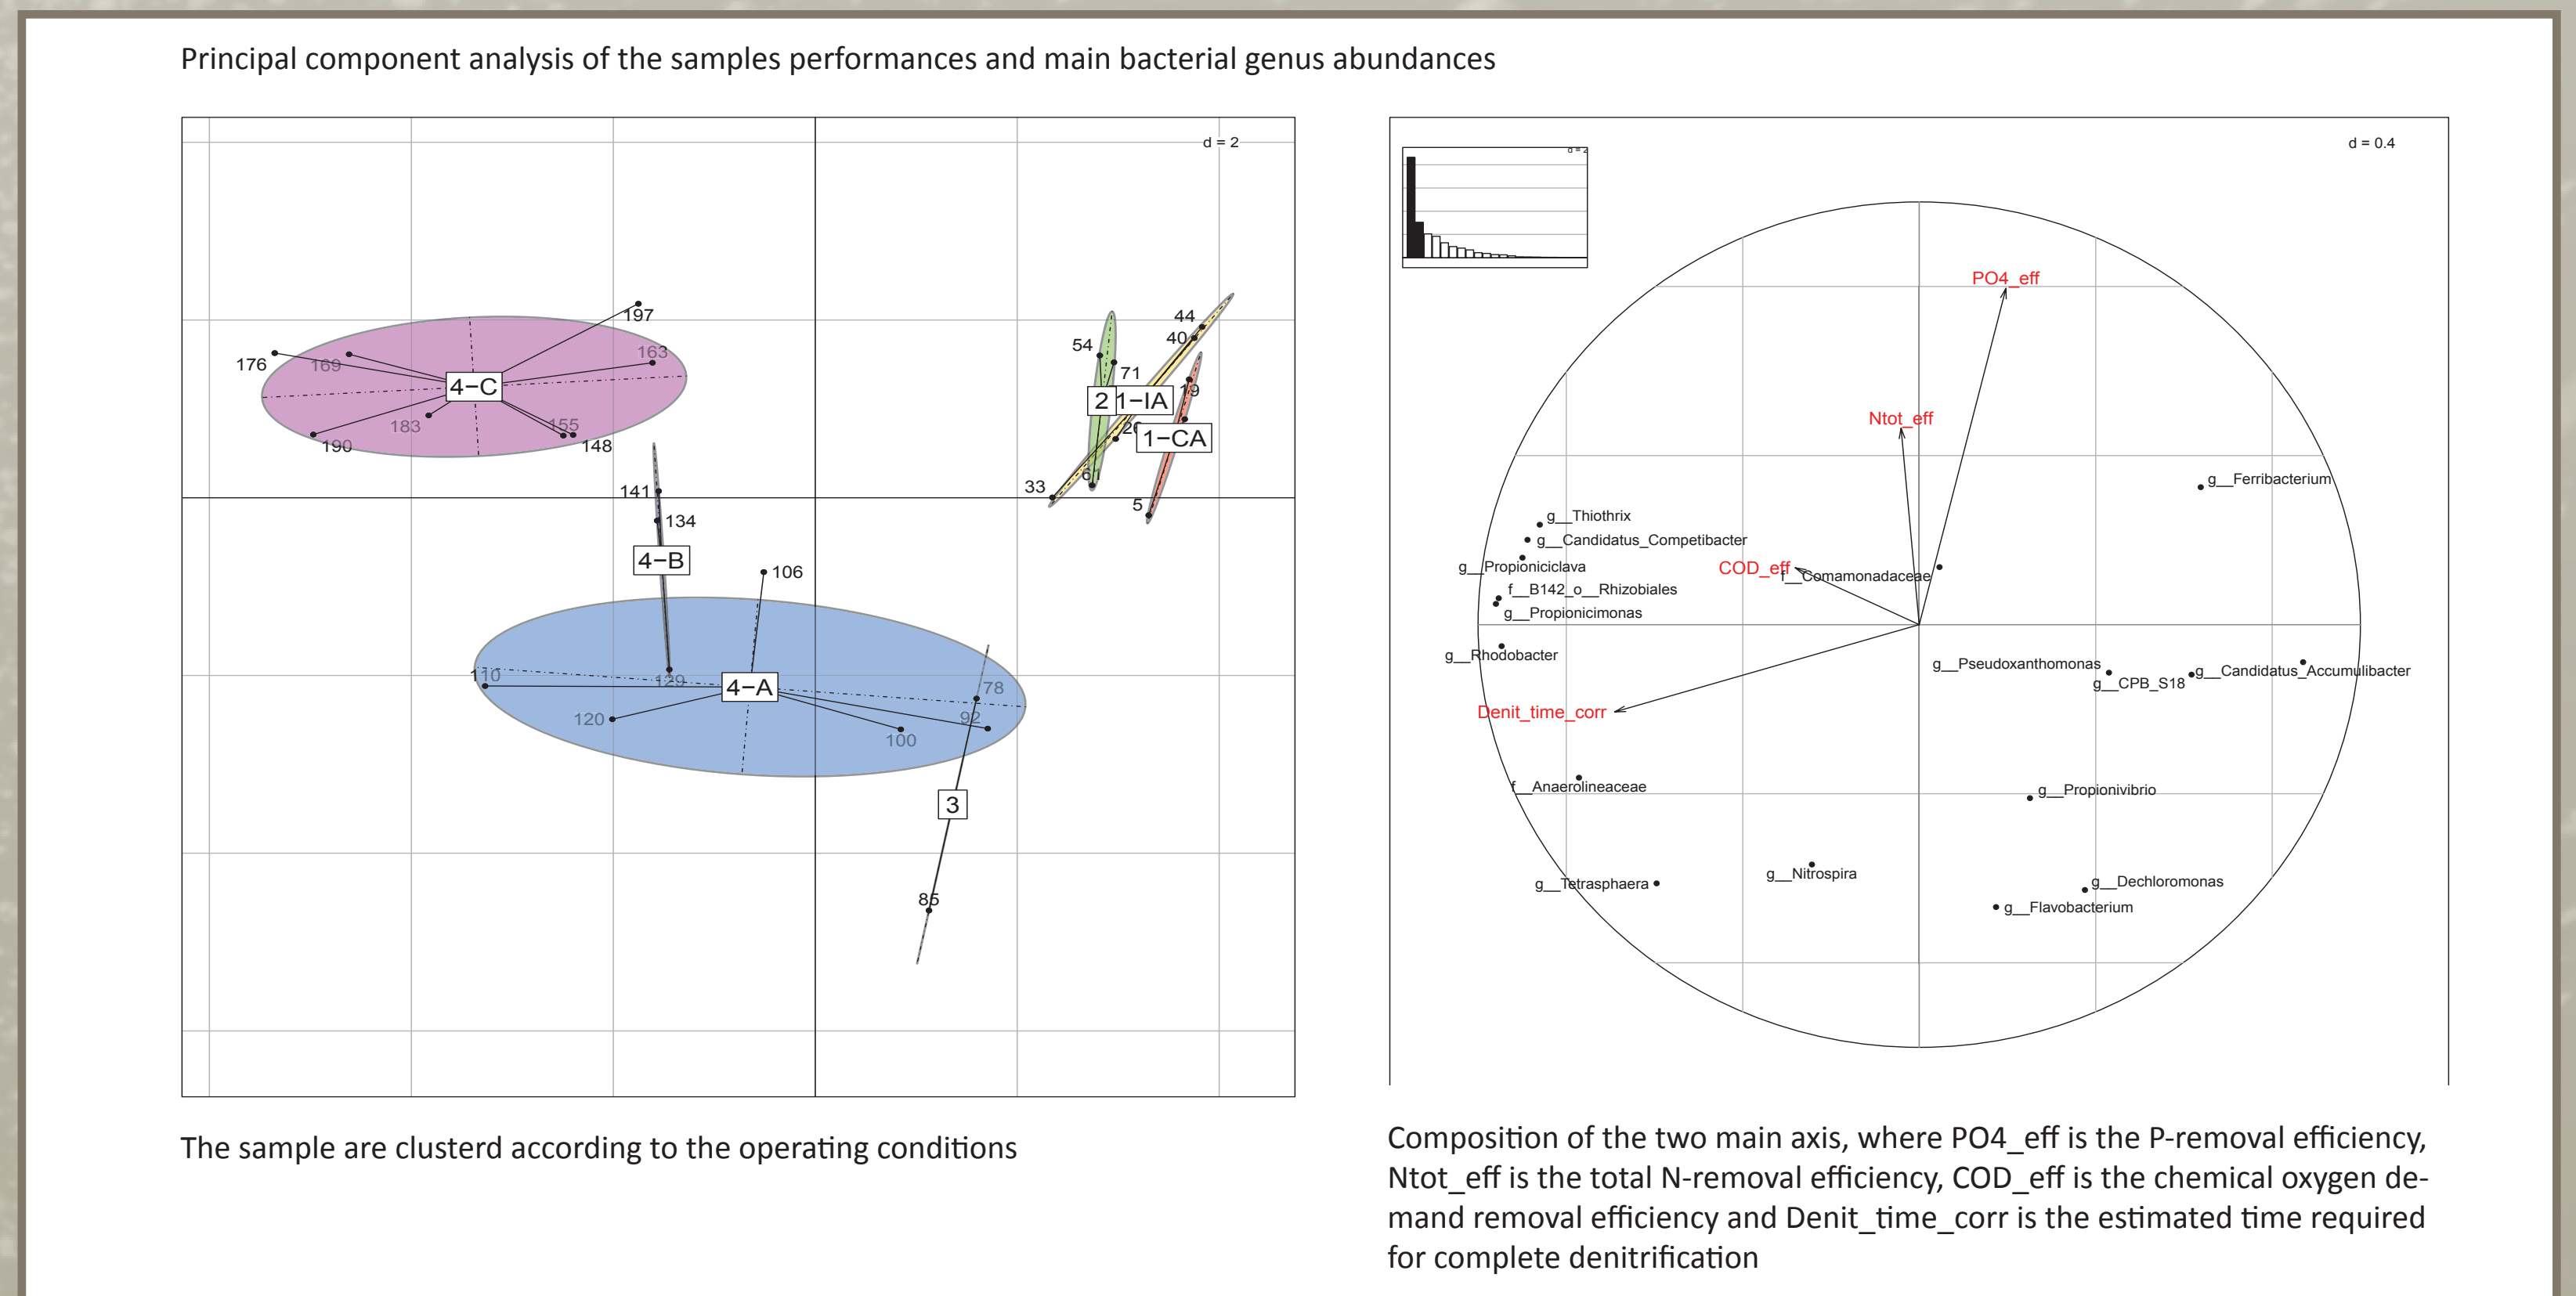 Principal component analysis of the samples performances and main bacterial genus abundances
d = 2
197
176
169
163
4−C
183
155
190
148
54
44
40
71
19
2
1−IA
26
1−CA
61
33
5
141
134
4−B
106
110
129
4−A
78
120
92
100
3
85
The sample are clusterd according to the operating conditions
d = 2
d = 0.4
PO4_eff
Ntot_eff
g__Ferribacterium
g__Thiothrix
g__Candidatus_Competibacter
g__Propioniciclava
COD_eff
f__Comamonadaceae
f__B142_o__Rhizobiales
g__Propionicimonas
g__Rhodobacter
g__Pseudoxanthomonas
g__CPB_S18
g__Candidatus_Accumulibacter
Denit_time_corr
f__Anaerolineaceae
g__Propionivibrio
g__Nitrospira
g__Tetrasphaera
g__Dechloromonas
g__Flavobacterium
Composition of the two main axis, where PO4_eff is the P-removal efficiency,
Ntot_eff is the total N-removal efficiency, COD_eff is the chemical oxygen de-
mand removal efficiency and Denit_time_corr is the estimated time required
for complete denitrification